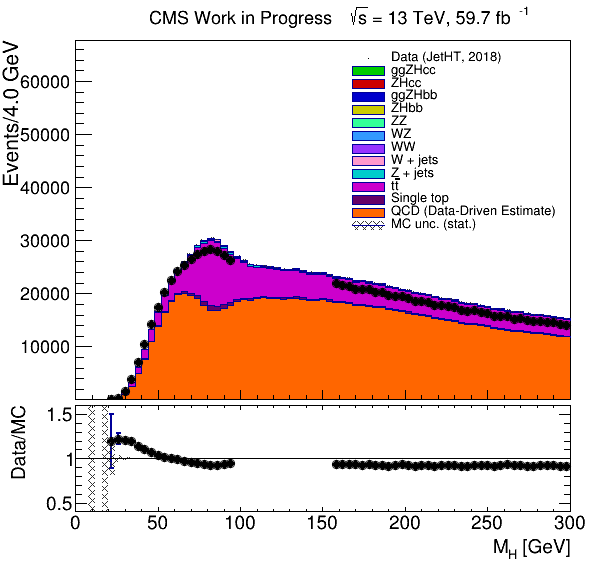 CMS Work in Progress √s = 13 TeV, 59.7 fb⁻¹
Events/4.0 GeV
60000
50000
40000
30000
20000
10000
Data (JetHT, 2018)
ggZHcc
ZHcc
ggZHbb
ZHbb
ZZ
WZ
WW
W + jets
Z + jets
tt̅
Single top
QCD (Data-Driven Estimate)
MC unc. (stat.)
Data/MC
1.5
1
0.5
0 50 100 150 200 250 300
M_H [GeV]